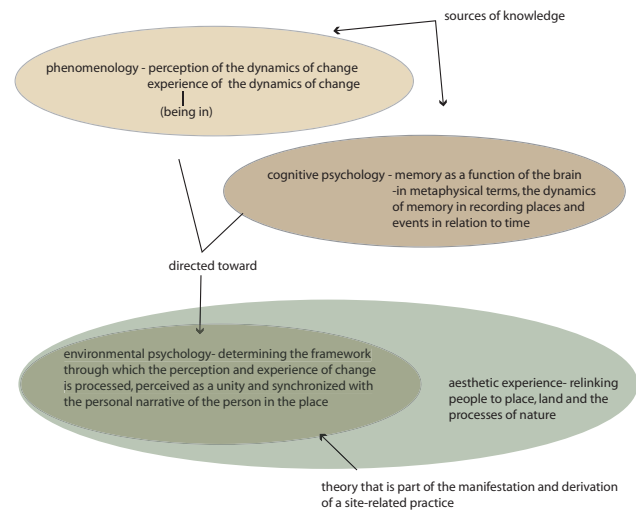 sources of knowledge
phenomenology - perception of the dynamics of change
experience of the dynamics of change
(being in)
cognitive psychology - memory as a function of the brain
-in metaphysical terms, the dynamics
of memory in recording places and
events in relation to time
directed toward
environmental psychology- determining the framework
through which the perception and experience of change
is processed, perceived as a unity and synchronized with
the personal narrative of the person in the place
aesthetic experience- relinking
people to place, land and the
processes of nature
theory that is part of the manifestation and derivation
of a site-related practice